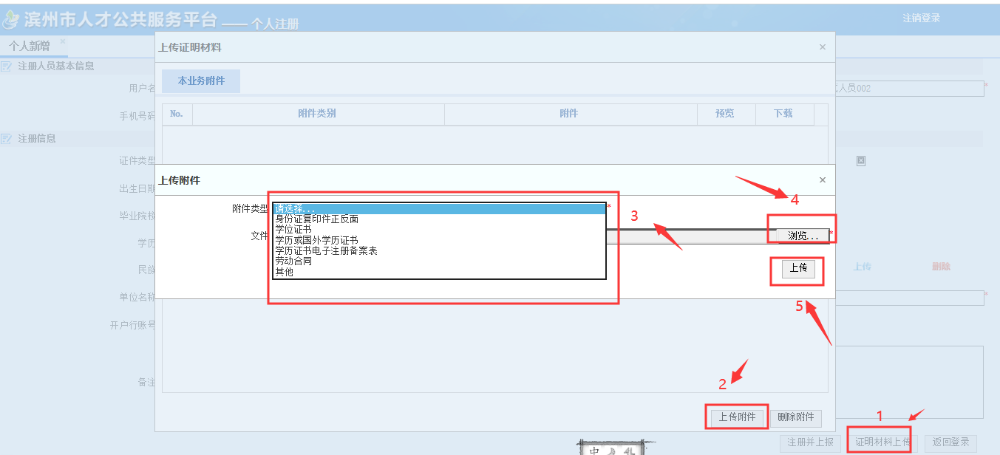 滨州市人才公共服务平台 —— 个人注册
注销登录
个人新增 ×
上传证明材料 ×
注册人员基本信息
本业务附件
用户名
人员002 *
No. 附件类别 附件 预览 下载
手机号码
注册信息
证件类型
上传附件 ×
出生日期
4
附件类型 请选择... *
身份证复印件正反面
学位证书
学历或国外学历证书
学历证书电子注册备案表
劳动合同
其他
3
毕业院校
文件 浏览... *
学历
民族
上传
上传 删除
单位名称 *
5
开户行账号
备注
2
上传附件 删除附件
1
注册并上报 证明材料上传 返回登录
中